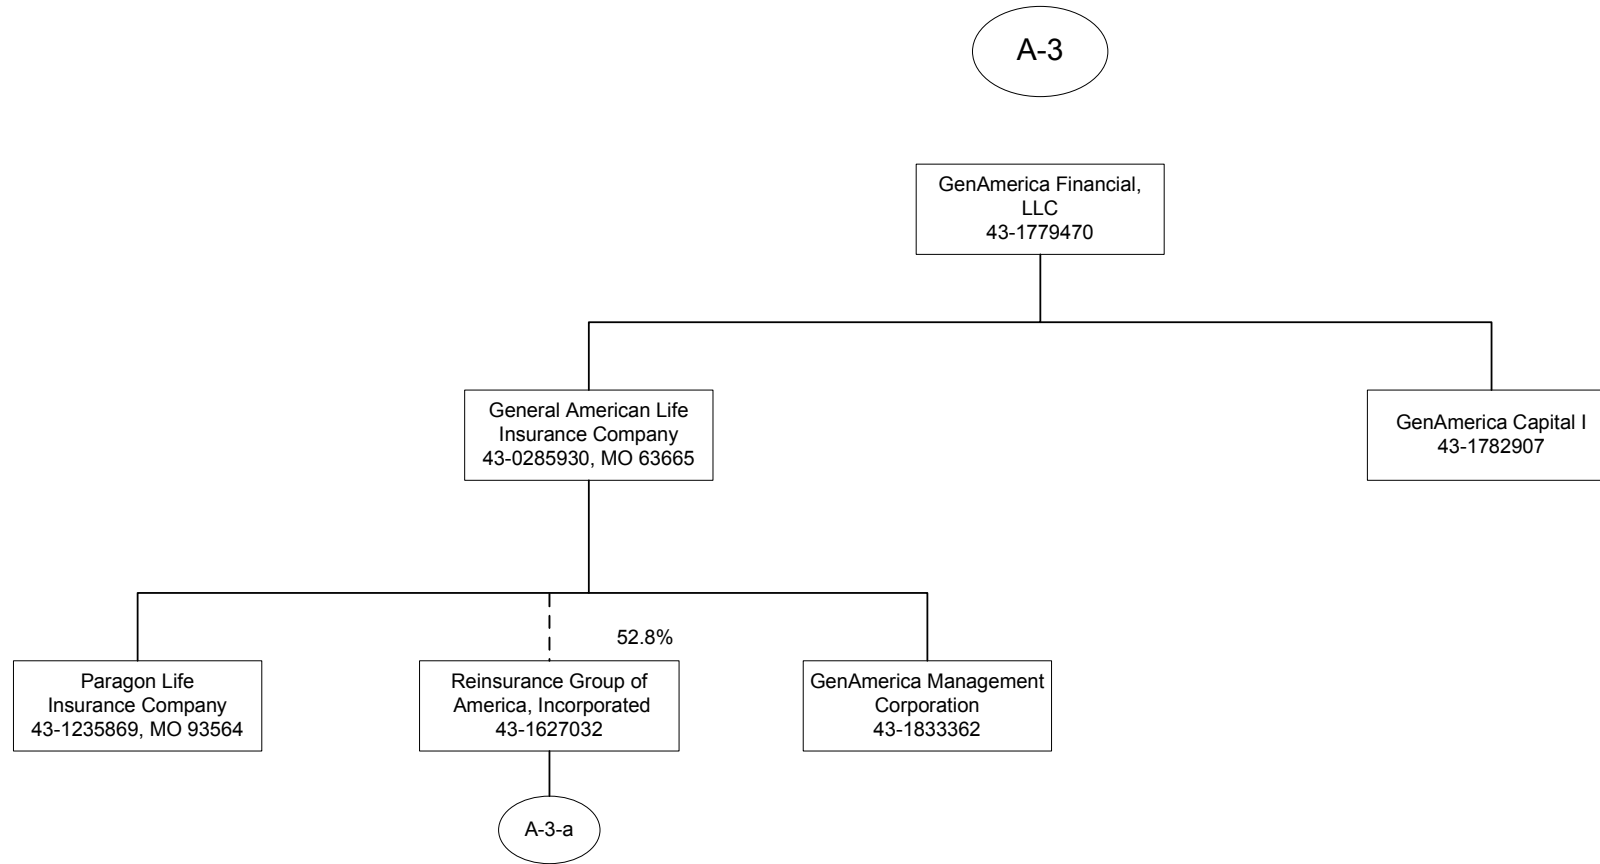 A-3
GenAmerica Financial,
LLC
43-1779470
General American Life
Insurance Company
43-0285930, MO 63665
GenAmerica Capital I
43-1782907
52.8%
Paragon Life
Insurance Company
43-1235869, MO 93564
Reinsurance Group of
America, Incorporated
43-1627032
GenAmerica Management
Corporation
43-1833362
A-3-a